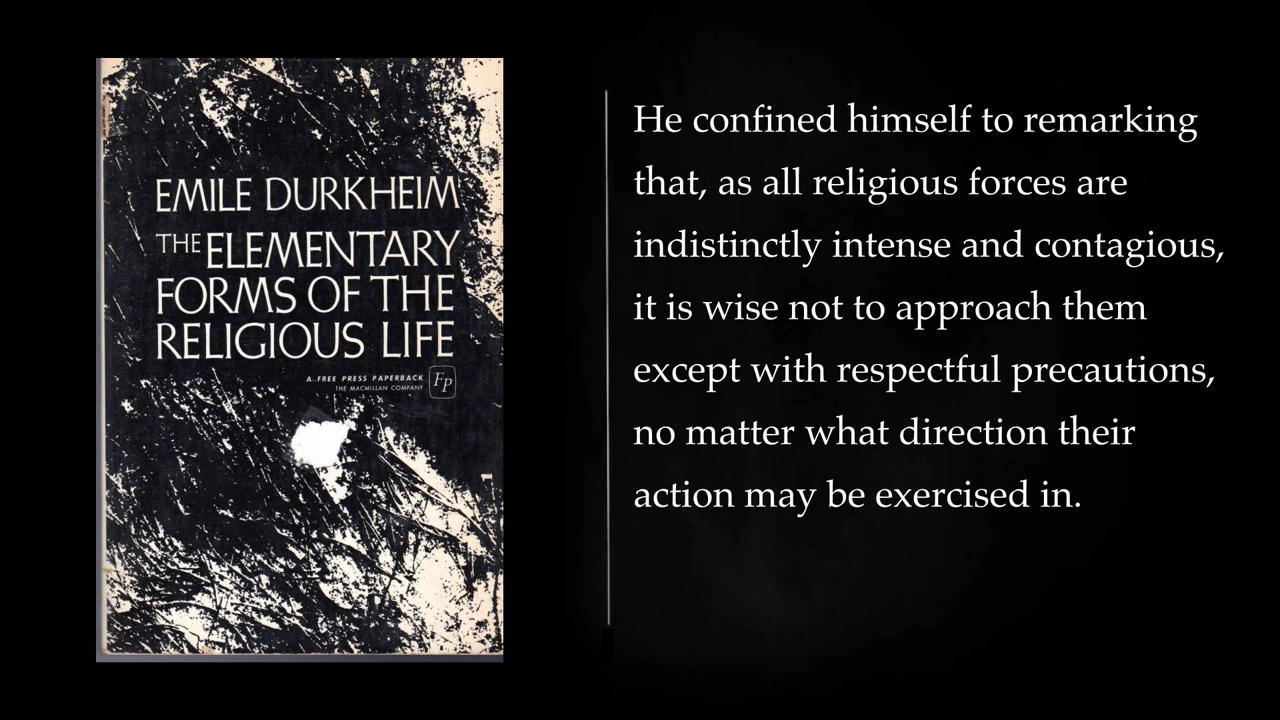 EMILE DURKHEIM
THE ELEMENTARY
FORMS OF THE
RELIGIOUS LIFE
A FREE PRESS PAPERBACK
THE MACMILLAN COMPANY
FP
He confined himself to remarking
that, as all religious forces are
indistinctly intense and contagious,
it is wise not to approach them
except with respectful precautions,
no matter what direction their
action may be exercised in.